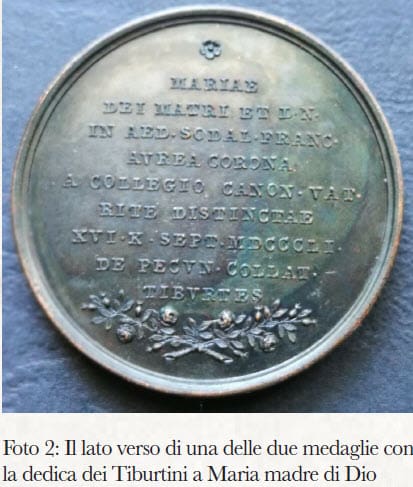 MARIAE
DEI MATRI ET D·N·
IN AED·SODAL·FRANC·
AVREA CORONA
A COLLEGIO CANON·VAT·
RITE DISTINCTAE
XVI·K·SEPT·MDCCCLI·
DE PECVN·COLLAT·
TIBVRTES
Foto 2: Il lato verso di una delle due medaglie con
la dedica dei Tiburtini a Maria madre di Dio